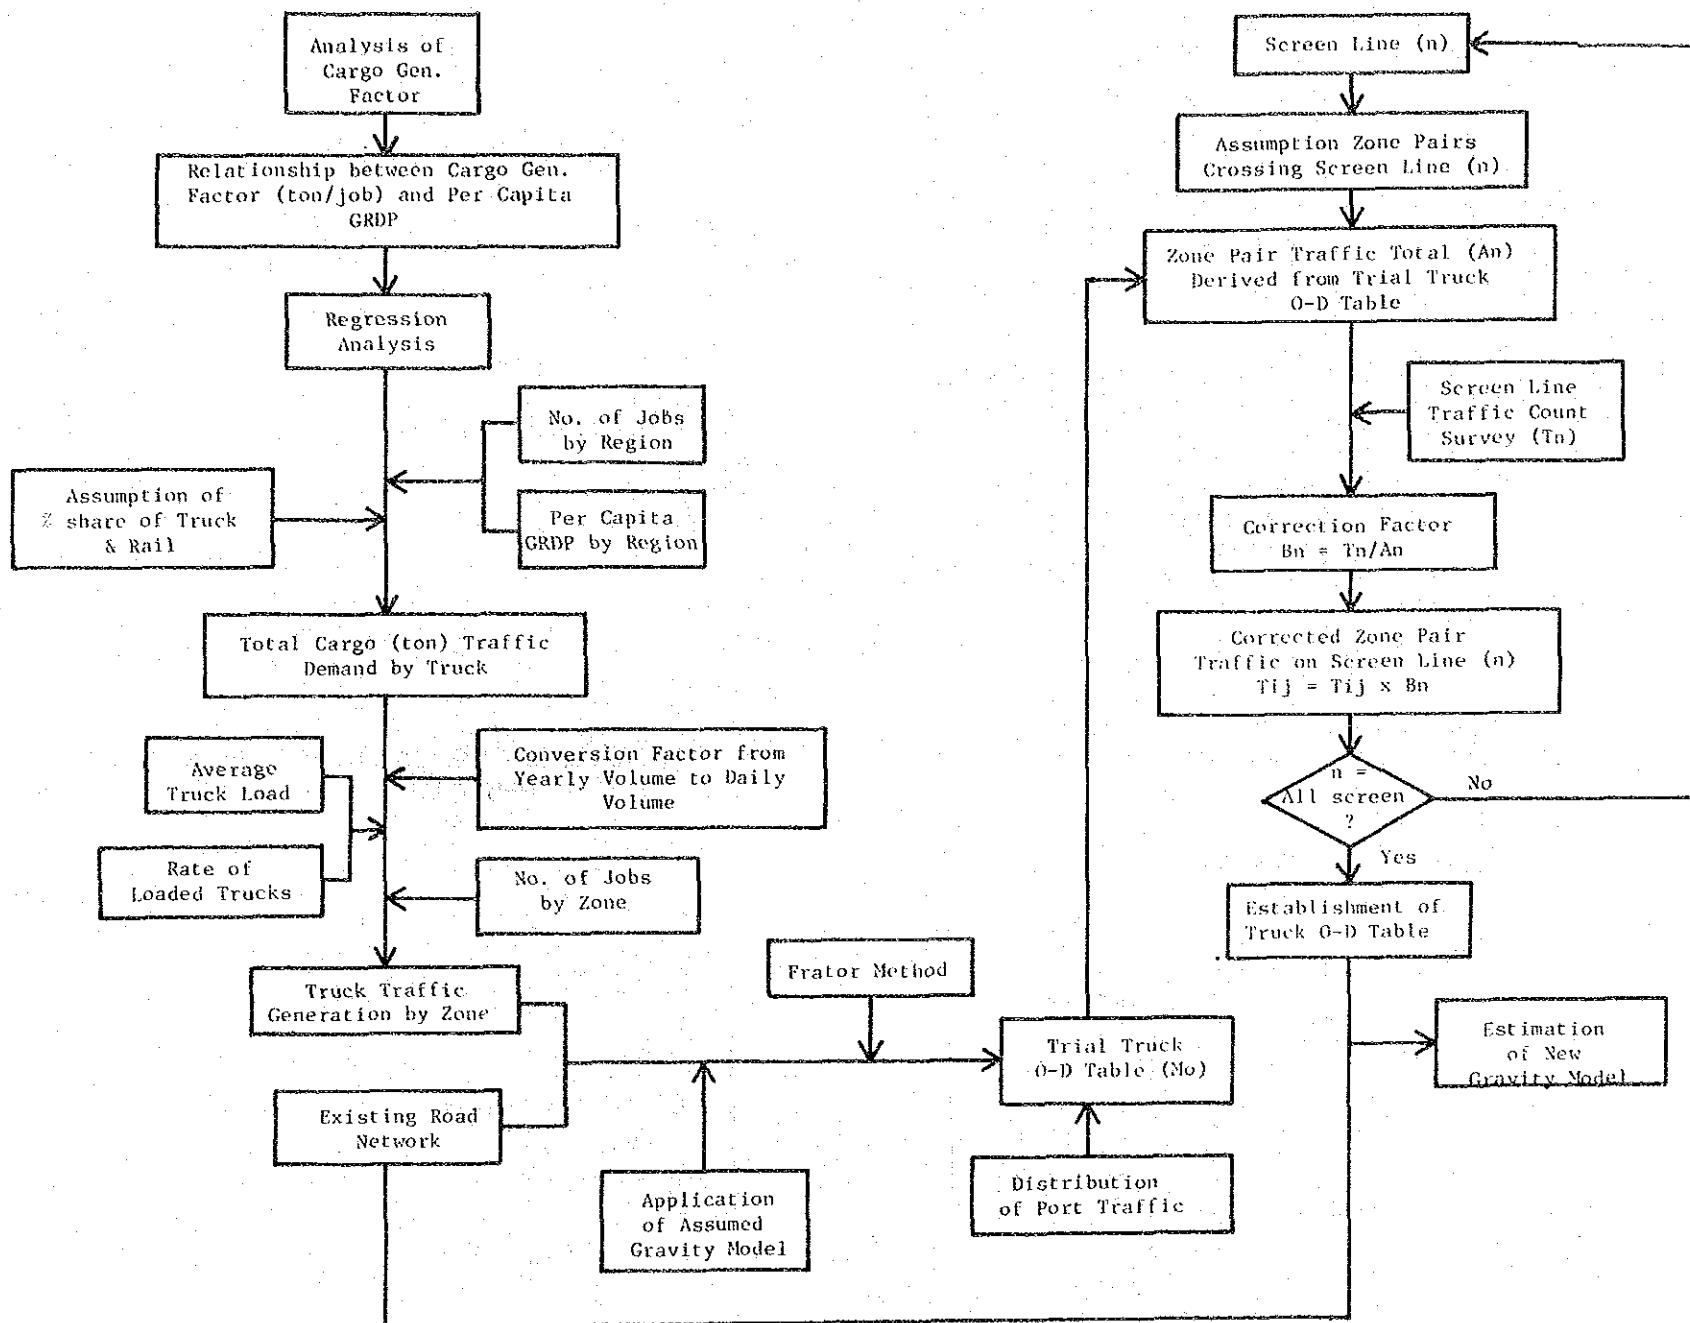 Analysis of
Cargo Gen.
Factor
Relationship between Cargo Gen.
Factor (ton/job) and Per Capita
GRDP
Regression
Analysis
No. of Jobs
by Region
Assumption of
% share of Truck
& Rail
Per Capita
GRDP by Region
Total Cargo (ton) Traffic
Demand by Truck
Average
Truck Load
Conversion Factor from
Yearly Volume to Daily
Volume
Rate of
Loaded Trucks
No. of Jobs
by Zone
Truck Traffic
Generation by Zone
Existing Road
Network
Frator Method
Application
of Assumed
Gravity Model
Trial Truck
O-D Table (Mo)
Distribution
of Port Traffic
Screen Line (n)
Assumption Zone Pairs
Crossing Screen Line (n)
Zone Pair Traffic Total (An)
Derived from Trial Truck
O-D Table
Screen Line
Traffic Count
Survey (Tn)
Correction Factor
Bn = Tn/An
Corrected Zone Pair
Traffic on Screen Line (n)
Tij = Tij x Bn
n =
All screen
?
No
Yes
Establishment of
Truck O-D Table
Estimation
of New
Gravity Model